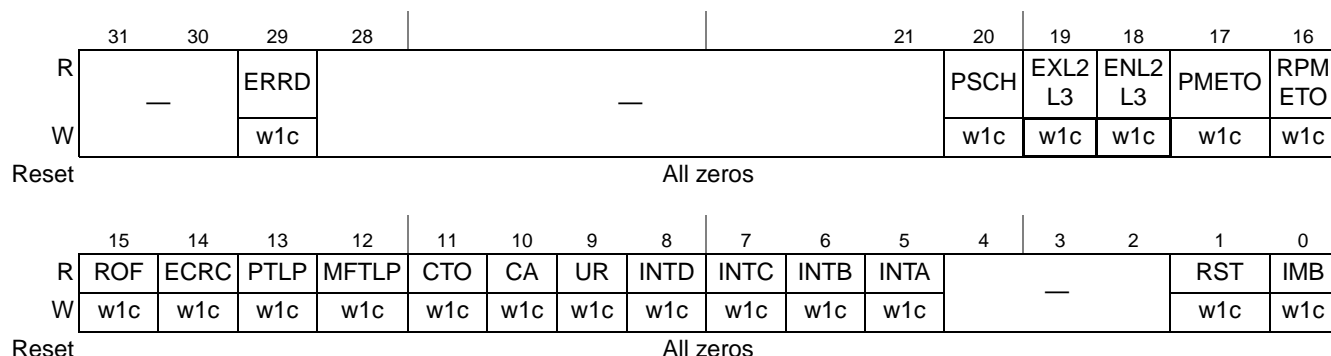 31 30 29 28 21 20 19 18 17 16
R — ERRD — PSCH EXL2 L3 ENL2 L3 PMETO RPM ETO
W w1c w1c w1c w1c w1c w1c
Reset All zeros
15 14 13 12 11 10 9 8 7 6 5 4 3 2 1 0
R ROF ECRC PTLP MFTLP CTO CA UR INTD INTC INTB INTA — RST IMB
W w1c w1c w1c w1c w1c w1c w1c w1c w1c w1c w1c w1c w1c
Reset All zeros